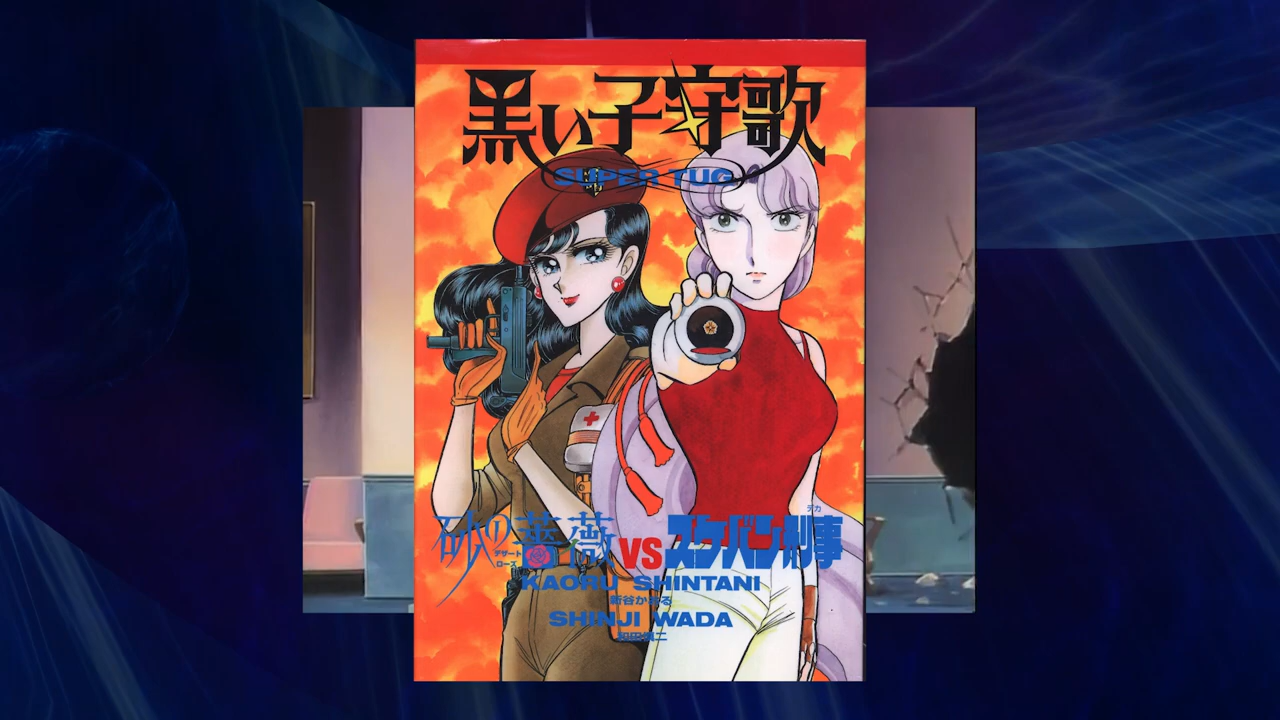 黒い子守歌
SUPER TUG
砂の薔薇 VS スケバン刑事
デザートローズ
デカ
KAORU SHINTANI
新谷かおる
SHINJI WADA
和田慎二